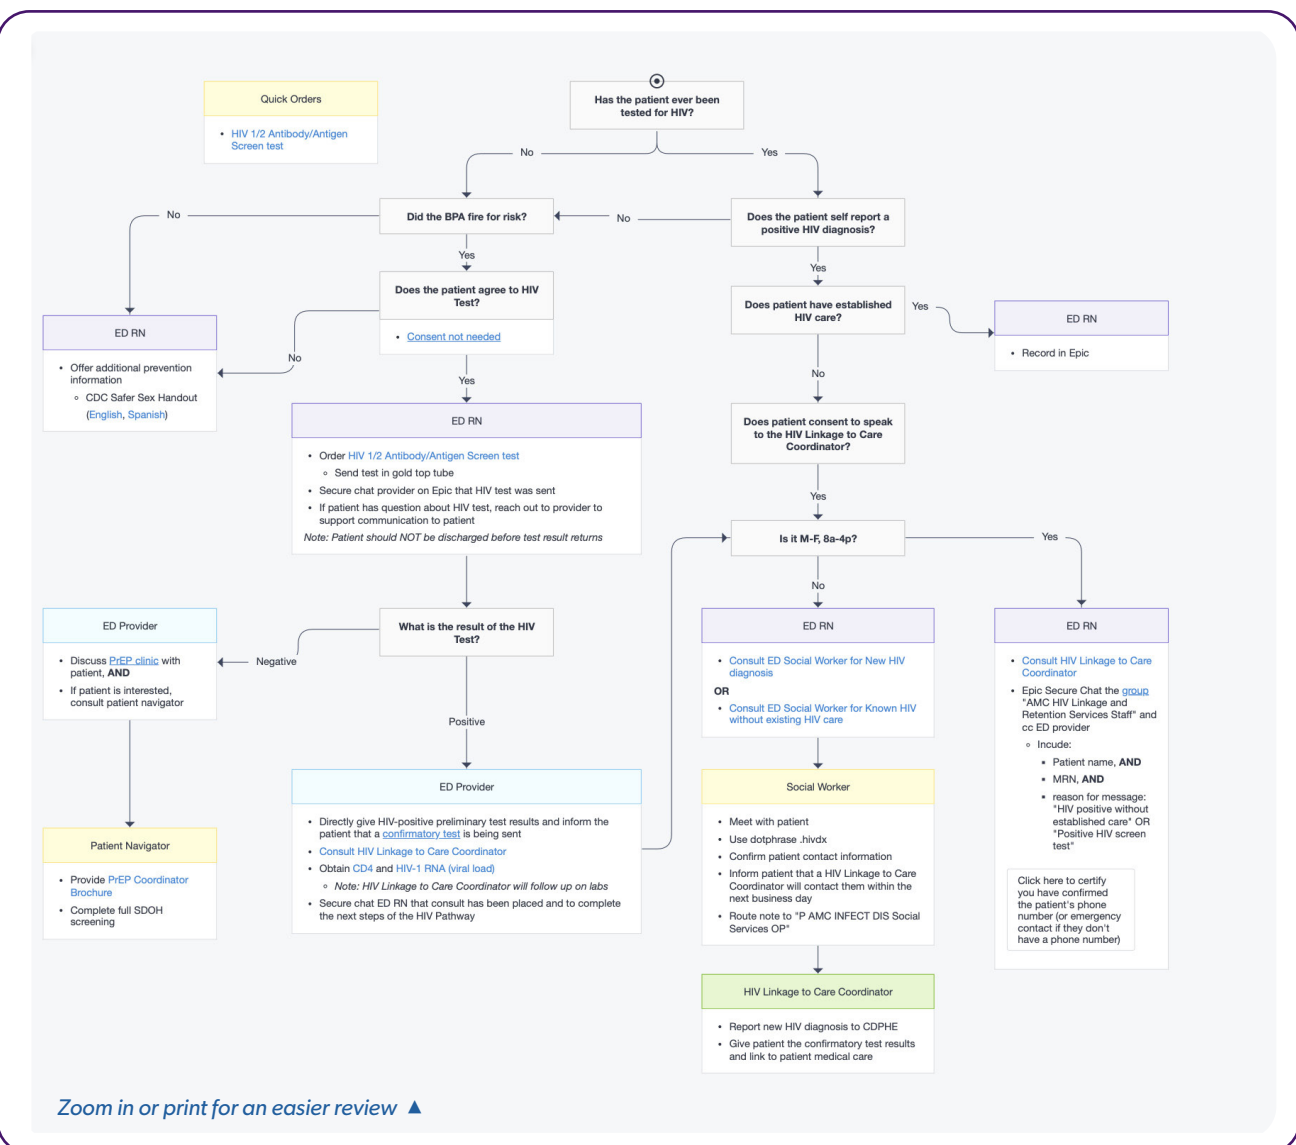 Quick Orders
• HIV 1/2 Antibody/Antigen
Screen test
Has the patient ever been
tested for HIV?
No
Yes
No
Did the BPA fire for risk?
No
Does the patient self report a
positive HIV diagnosis?
Yes
Yes
Does the patient agree to HIV
Test?
• Consent not needed
No
Yes
Does patient have established
HIV care?
Yes
ED RN
• Record in Epic
ED RN
• Offer additional prevention
information
◦ CDC Safer Sex Handout
(English, Spanish)
No
Does patient consent to speak
to the HIV Linkage to Care
Coordinator?
Yes
ED RN
• Order HIV 1/2 Antibody/Antigen Screen test
◦ Send test in gold top tube
• Secure chat provider on Epic that HIV test was sent
• If patient has question about HIV test, reach out to provider to
support communication to patient
Note: Patient should NOT be discharged before test result returns
Is it M-F, 8a-4p?
Yes
No
What is the result of the HIV
Test?
Negative
Positive
ED Provider
• Discuss PrEP clinic with
patient, AND
• If patient is interested,
consult patient navigator
Patient Navigator
• Provide PrEP Coordinator
Brochure
• Complete full SDOH
screening
ED Provider
• Directly give HIV-positive preliminary test results and inform the
patient that a confirmatory test is being sent
• Consult HIV Linkage to Care Coordinator
• Obtain CD4 and HIV-1 RNA (viral load)
◦ Note: HIV Linkage to Care Coordinator will follow up on labs
• Secure chat ED RN that consult has been placed and to complete
the next steps of the HIV Pathway
ED RN
• Consult ED Social Worker for New HIV
diagnosis
OR
• Consult ED Social Worker for Known HIV
without existing HIV care
Social Worker
• Meet with patient
• Use dotphrase .hivdx
• Confirm patient contact information
• Inform patient that a HIV Linkage to Care
Coordinator will contact them within the
next business day
• Route note to "P AMC INFECT DIS Social
Services OP"
HIV Linkage to Care Coordinator
• Report new HIV diagnosis to CDPHE
• Give patient the confirmatory test results
and link to patient medical care
ED RN
• Consult HIV Linkage to Care
Coordinator
• Epic Secure Chat the group
"AMC HIV Linkage and
Retention Services Staff" and
cc ED provider
◦ Incude:
▪ Patient name, AND
▪ MRN, AND
▪ reason for message:
"HIV positive without
established care" OR
"Positive HIV screen
test"
Click here to certify
you have confirmed
the patient's phone
number (or emergency
contact if they don't
have a phone number)
Zoom in or print for an easier review ▲